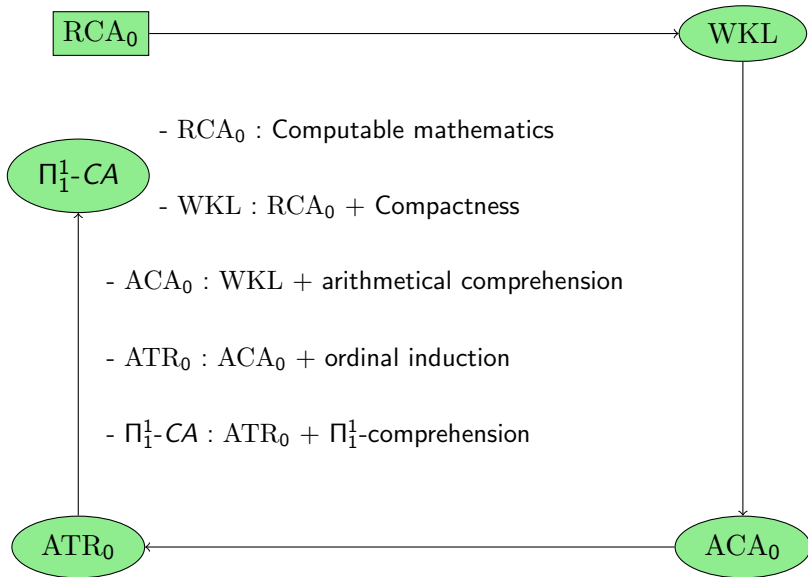 RCA₀ WKL
- RCA₀ : Computable mathematics
Π¹₁-CA
- WKL : RCA₀ + Compactness
- ACA₀ : WKL + arithmetical comprehension
- ATR₀ : ACA₀ + ordinal induction
- Π¹₁-CA : ATR₀ + Π¹₁-comprehension
ATR₀ ACA₀